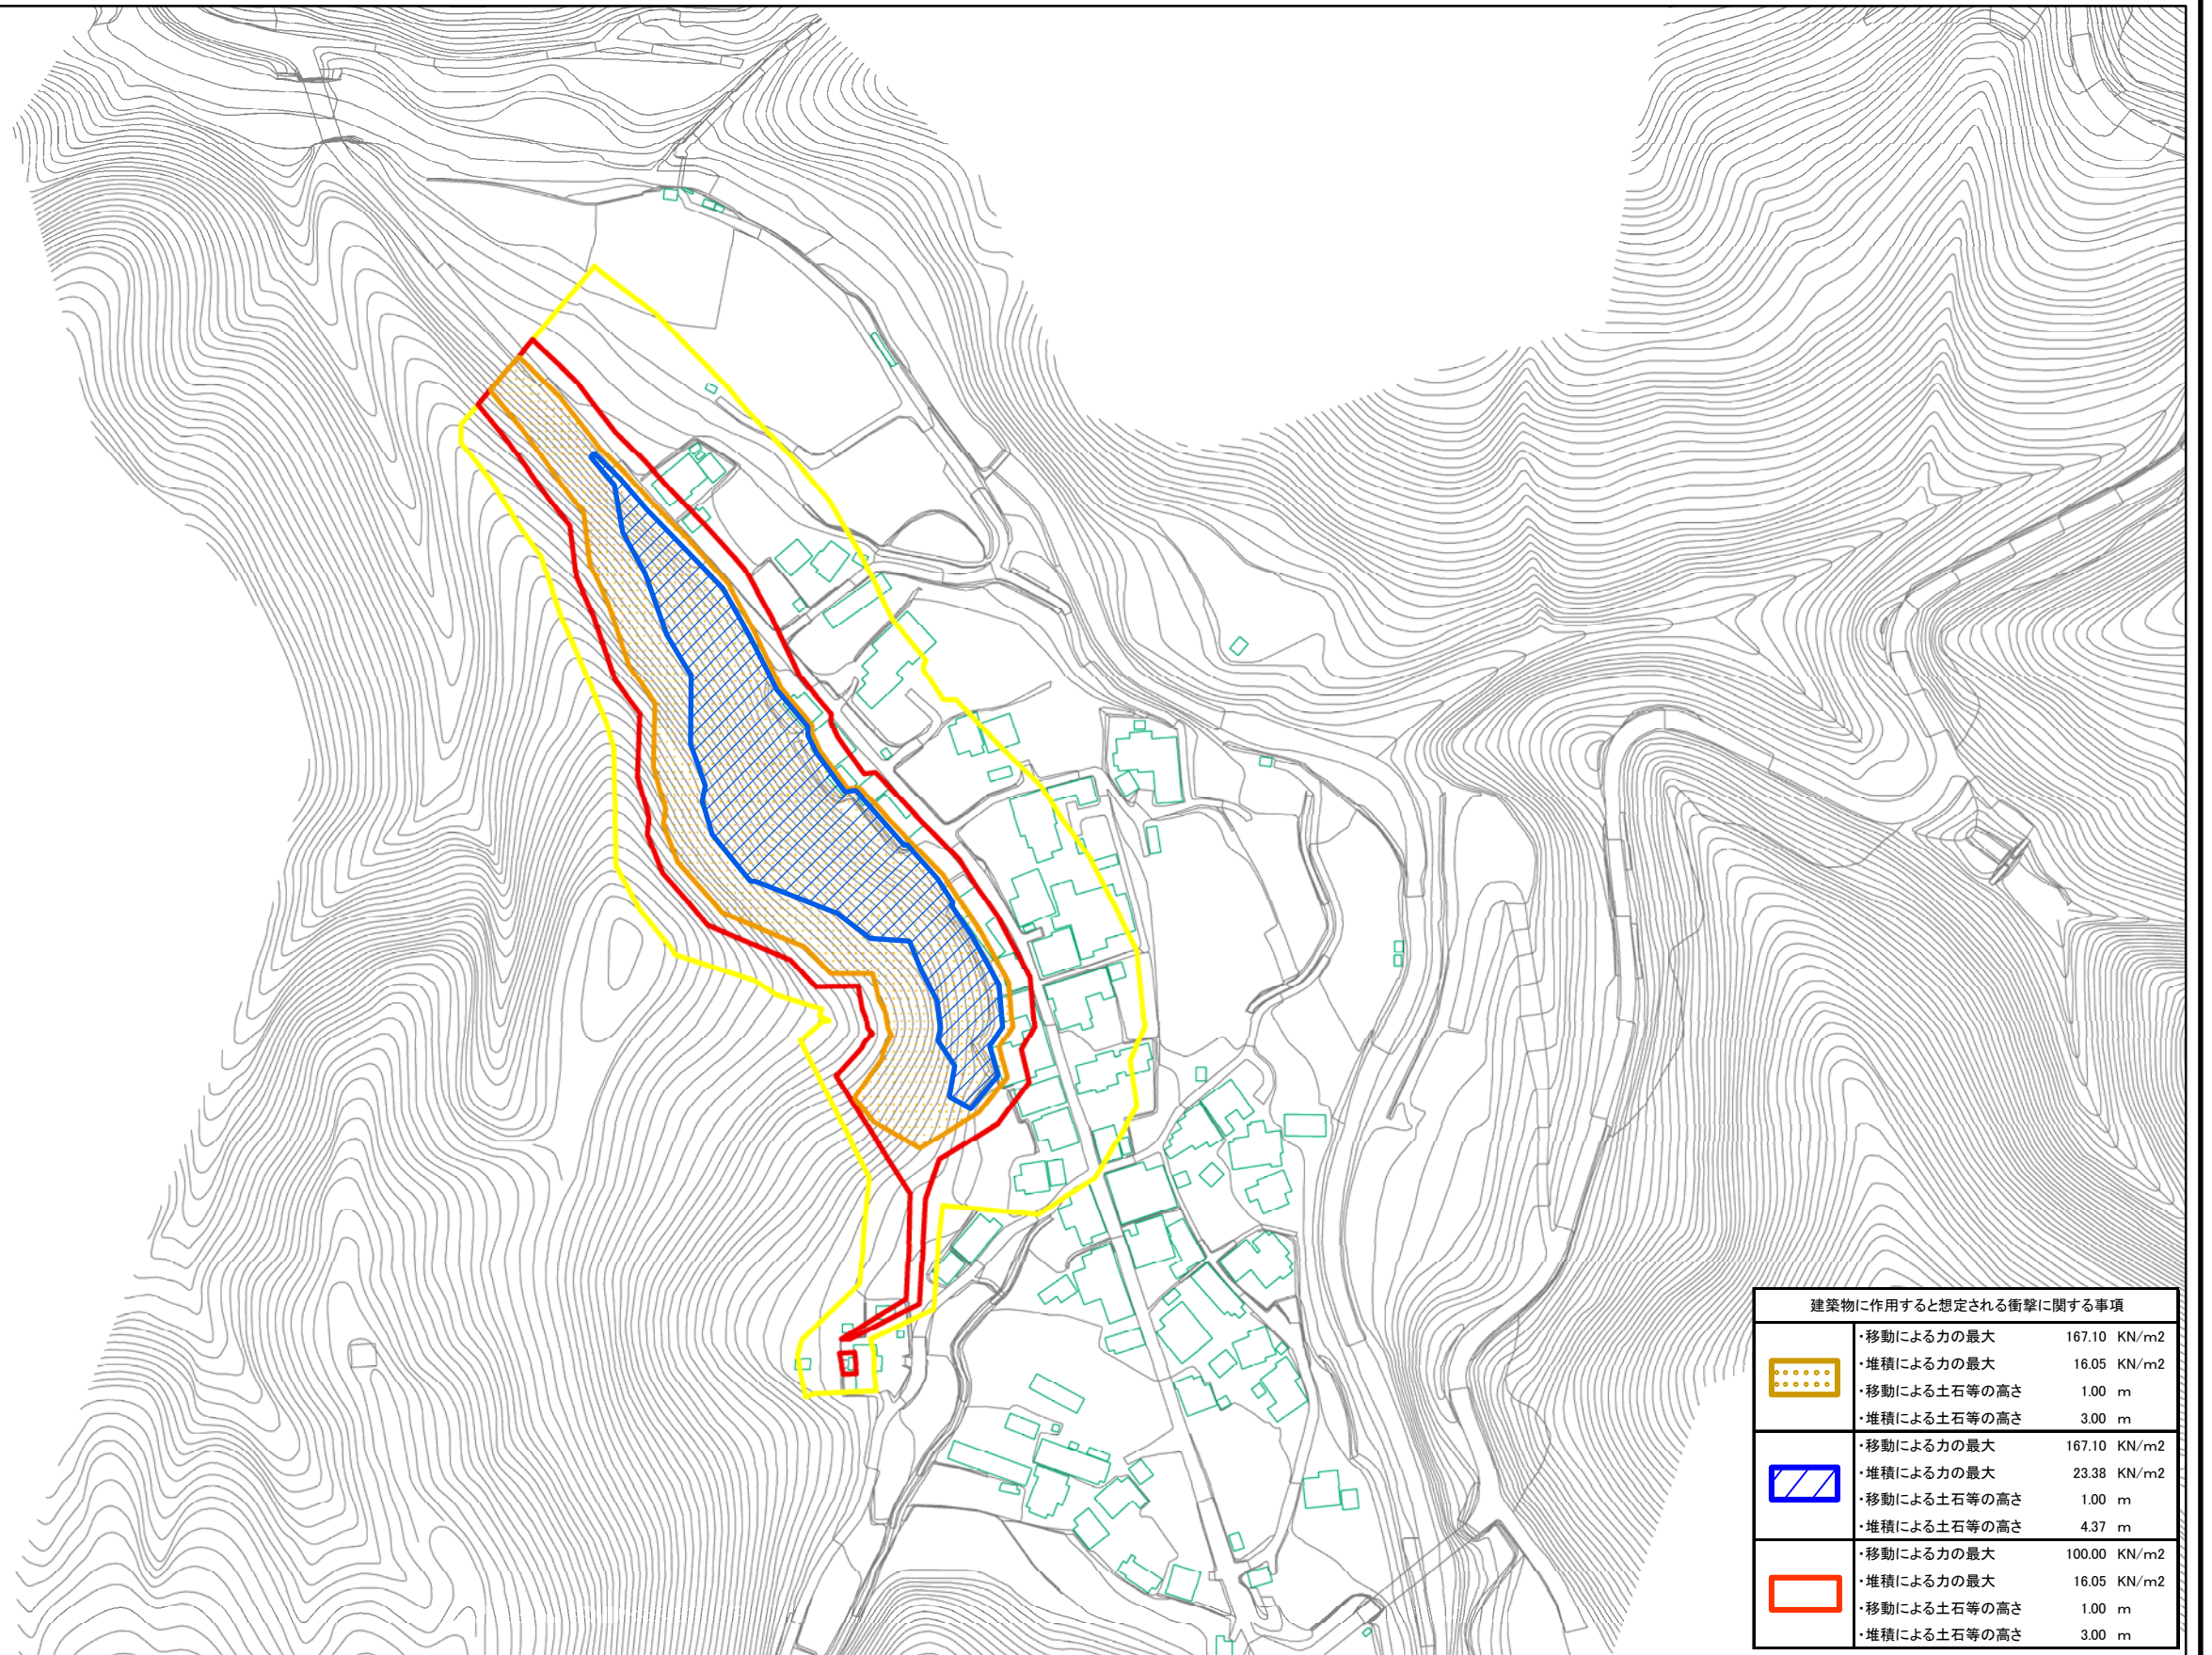 建築物に作用すると想定される衝撃に関する事項
・移動による力の最大 167.10 KN/m2
・堆積による力の最大 16.05 KN/m2
・移動による土石等の高さ 1.00 m
・堆積による土石等の高さ 3.00 m
・移動による力の最大 167.10 KN/m2
・堆積による力の最大 23.38 KN/m2
・移動による土石等の高さ 1.00 m
・堆積による土石等の高さ 4.37 m
・移動による力の最大 100.00 KN/m2
・堆積による力の最大 16.05 KN/m2
・移動による土石等の高さ 1.00 m
・堆積による土石等の高さ 3.00 m